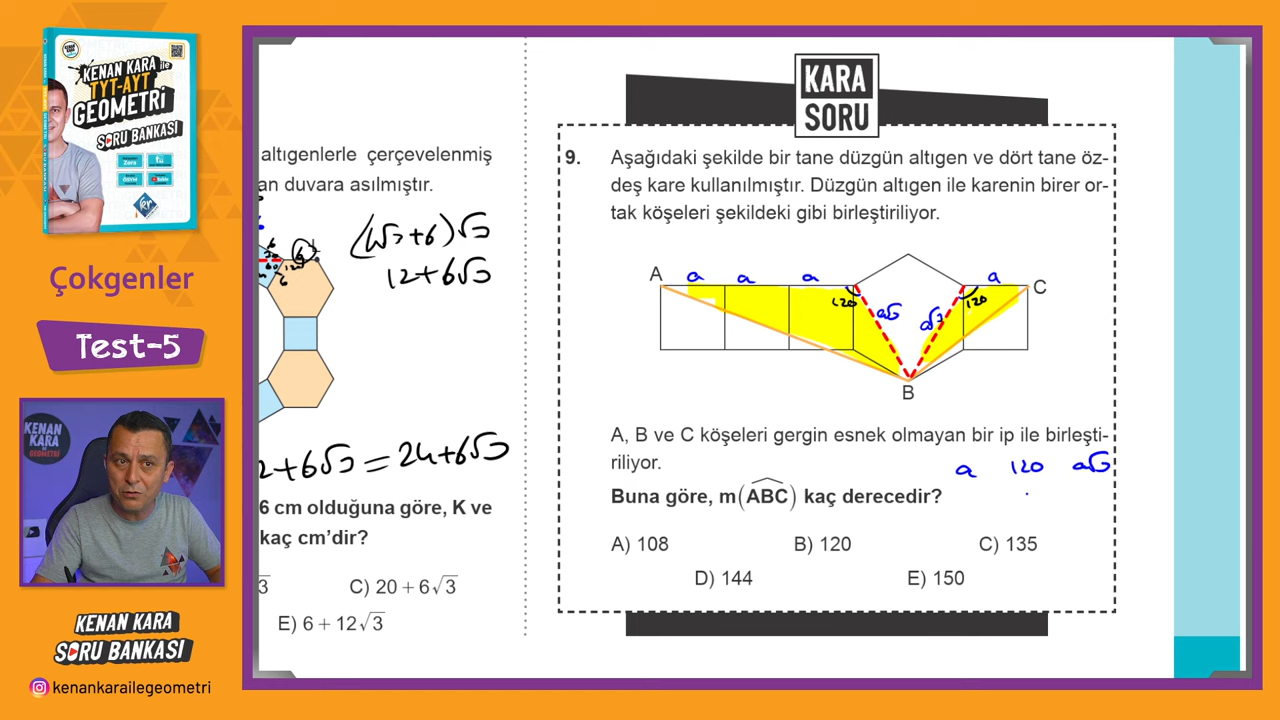 KENAN KARA ile
TYT-AYT
GEOMETRİ
SORU BANKASI
Çokgenler
Test-5
KENAN
KARA
GEOMETRİ
KENAN KARA
SORU BANKASI
kenankarailegeometri
altıgenlerle çerçevelenmiş
an duvara asılmıştır.
12+6√3
2+6√3=24+6√3
6 cm olduğuna göre, K ve
kaç cm'dir?
3
C) 20 + 6√3
E) 6 + 12√3
KARA
SORU
9. Aşağıdaki şekilde bir tane düzgün altıgen ve dört tane öz-
deş kare kullanılmıştır. Düzgün altıgen ile karenin birer or-
tak köşeleri şekildeki gibi birleştiriliyor.
A a a a a C
120 a√3 a√3 120
B
A, B ve C köşeleri gergin esnek olmayan bir ip ile birleşti-
riliyor.
a 120 a√3
Buna göre, m(ABC) kaç derecedir?
A) 108 B) 120 C) 135
D) 144 E) 150